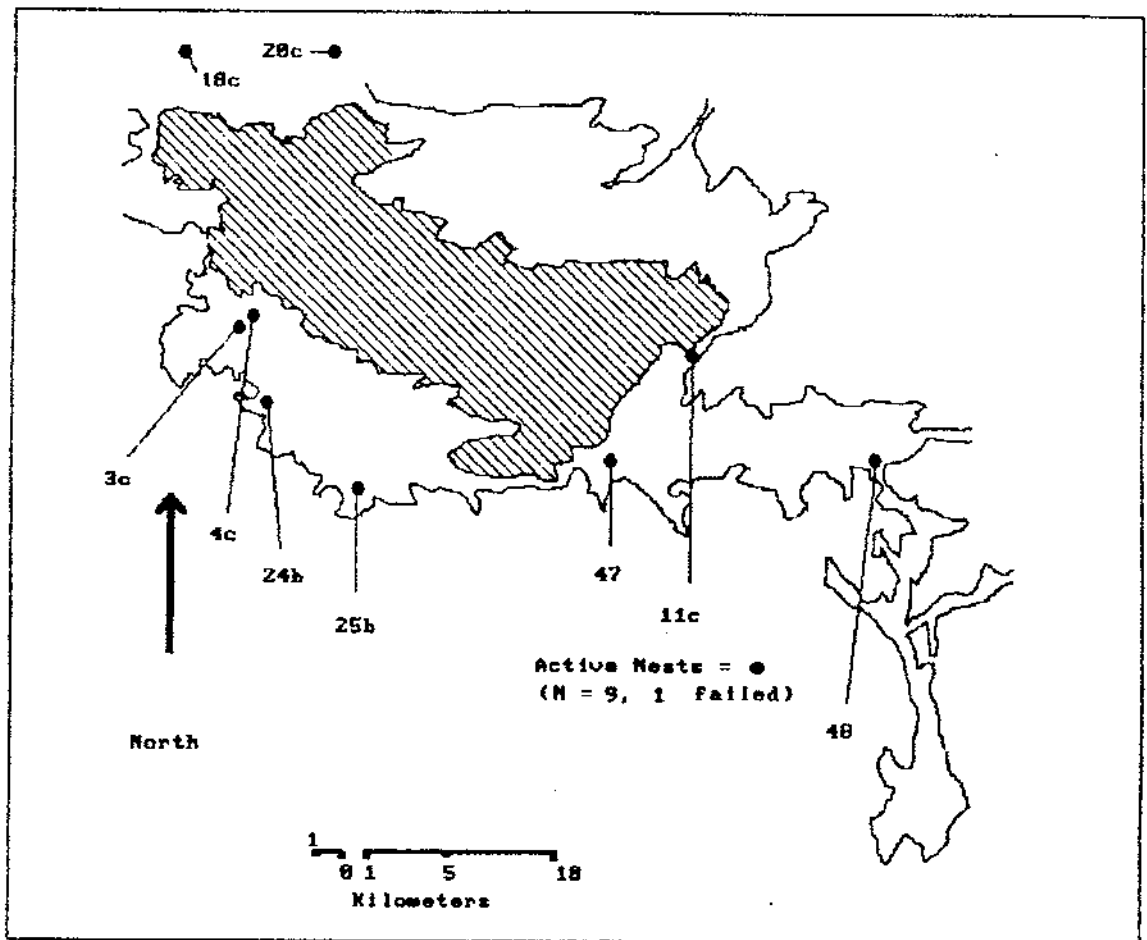 20c
18c
3c
4c
24b
25b
47
11c
48
Active Nests = ●
(N = 9, 1 failed)
North
1
0 1 5 10
Kilometers